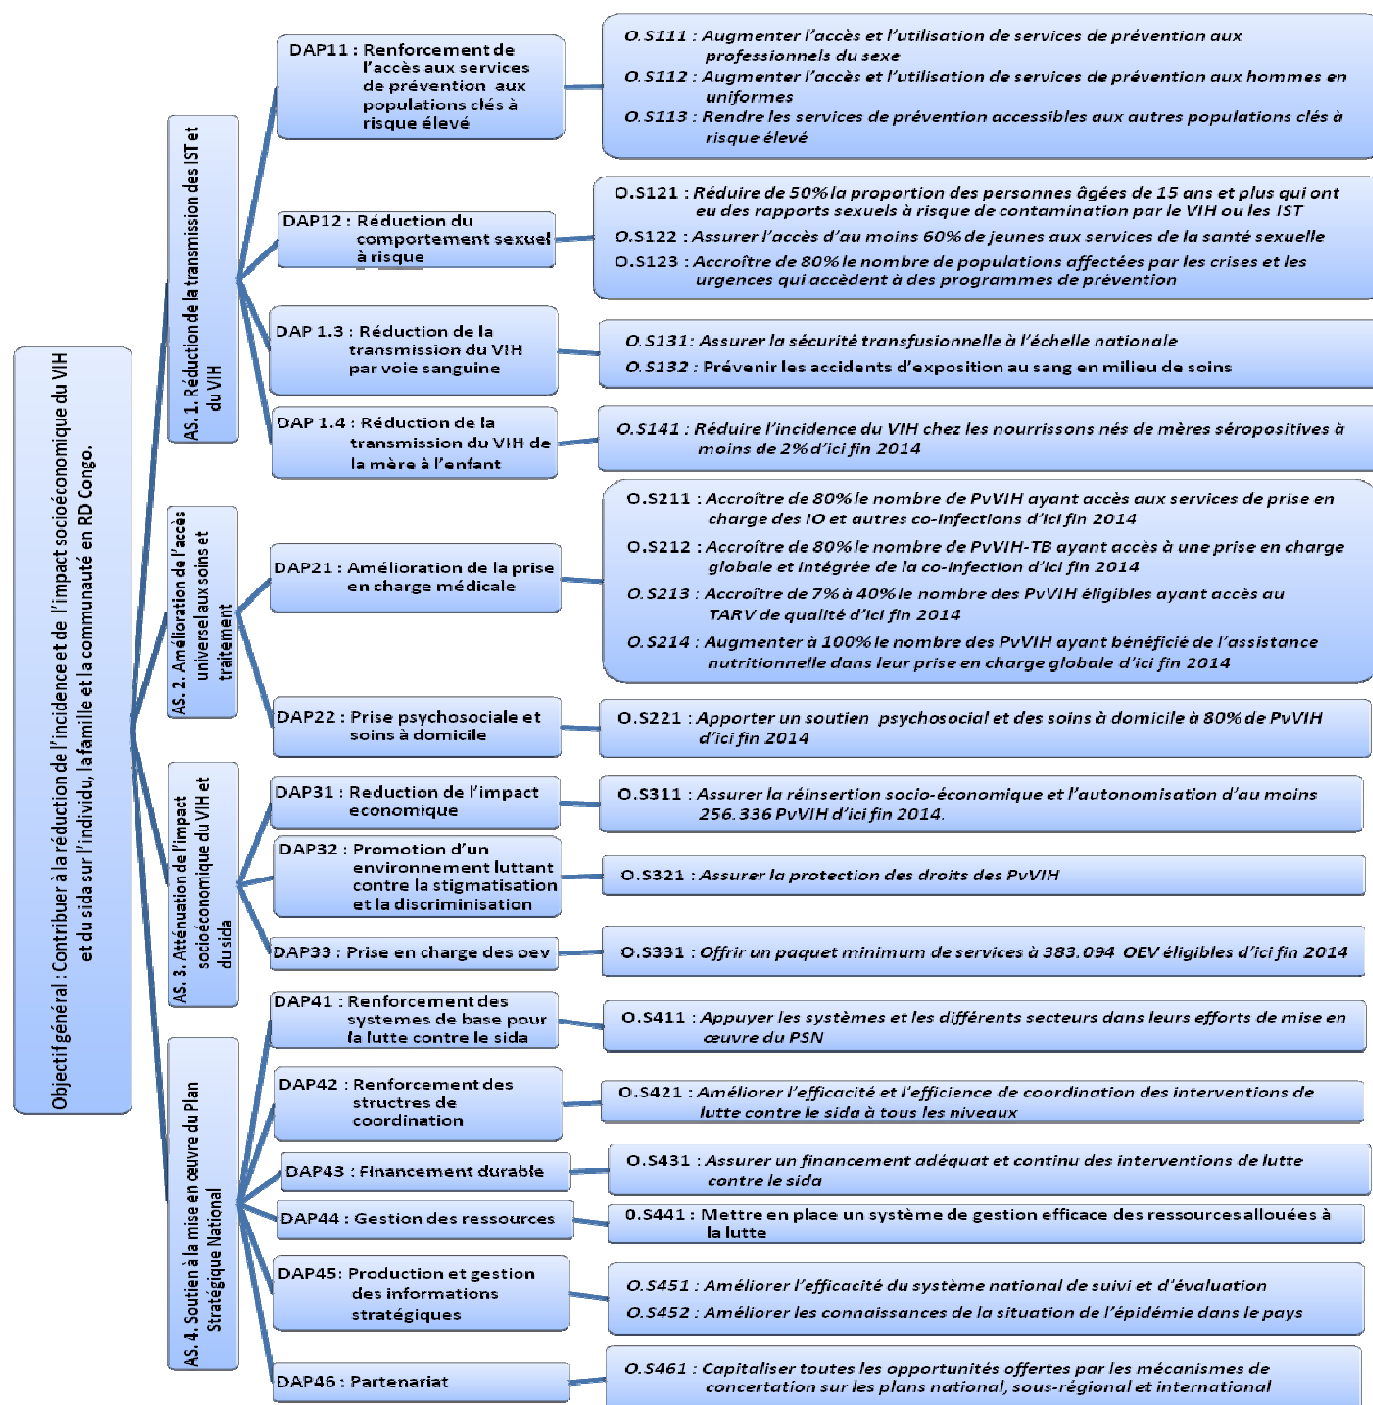 Objectif général : Contribuer à la réduction de l'incidence et de l'impact socioéconomique du VIH
et du sida sur l'individu, la famille et la communauté en RD Congo.
AS. 1. Réduction de la transmission des IST et
du VIH
DAP11 : Renforcement de
l'accès aux services
de prévention aux
populations clés à
risque élevé
O.S111 : Augmenter l'accès et l'utilisation de services de prévention aux
professionnels du sexe
O.S112 : Augmenter l'accès et l'utilisation de services de prévention aux hommes en
uniformes
O.S113 : Rendre les services de prévention accessibles aux autres populations clés à
risque élevé
DAP12 : Réduction du
comportement sexuel
à risque
O.S121 : Réduire de 50% la proportion des personnes âgées de 15 ans et plus qui ont
eu des rapports sexuels à risque de contamination par le VIH ou les IST
O.S122 : Assurer l'accès d'au moins 60% de jeunes aux services de la santé sexuelle
O.S123 : Accroître de 80% le nombre de populations affectées par les crises et les
urgences qui accèdent à des programmes de prévention
DAP 1.3 : Réduction de la
transmission du VIH
par voie sanguine
O.S131: Assurer la sécurité transfusionnelle à l'échelle nationale
O.S132 : Prévenir les accidents d'exposition au sang en milieu de soins
DAP 1.4 : Réduction de la
transmission du VIH de
la mère à l'enfant
O.S141 : Réduire l'incidence du VIH chez les nourrissons nés de mères séropositives à
moins de 2% d'ici fin 2014
AS. 2. Amélioration de l'accès
universel aux soins et
traitement
DAP21 : Amélioration de la prise
en charge médicale
O.S211 : Accroître de 80% le nombre de PvVIH ayant accès aux services de prise en
charge des IO et autres co-infections d'ici fin 2014
O.S212 : Accroître de 80% le nombre de PvVIH-TB ayant accès à une prise en charge
globale et intégrée de la co-infection d'ici fin 2014
O.S213 : Accroître de 7% à 40% le nombre des PvVIH éligibles ayant accès au
TARV de qualité d'ici fin 2014
O.S214 : Augmenter à 100% le nombre des PvVIH ayant bénéficié de l'assistance
nutritionnelle dans leur prise en charge globale d'ici fin 2014
DAP22 : Prise psychosociale et
soins à domicile
O.S221 : Apporter un soutien psychosocial et des soins à domicile à 80% de PvVIH
d'ici fin 2014
AS. 3. Atténuation de l'impact
socioéconomique du VIH et
du sida
DAP31 : Reduction de l'impact
economique
O.S311 : Assurer la réinsertion socio-économique et l'autonomisation d'au moins
256.336 PvVIH d'ici fin 2014.
DAP32 : Promotion d'un
environnement luttant
contre la stigmatisation
et la discriminisation
O.S321 : Assurer la protection des droits des PvVIH
DAP33 : Prise en charge des oev
O.S331 : Offrir un paquet minimum de services à 383.094 OEV éligibles d'ici fin 2014
AS. 4. Soutien à la mise en œuvre du Plan
Stratégique National
DAP41 : Renforcement des
systemes de base pour
la lutte contre le sida
O.S411 : Appuyer les systèmes et les différents secteurs dans leurs efforts de mise en
œuvre du PSN
DAP42 : Renforcement des
structres de
coordination
O.S421 : Améliorer l'efficacité et l'efficience de coordination des interventions de
lutte contre le sida à tous les niveaux
DAP43 : Financement durable
O.S431 : Assurer un financement adéquat et continu des interventions de lutte
contre le sida
DAP44 : Gestion des ressources
0.S441 : Mettre en place un système de gestion efficace des ressources allouées à
la lutte
DAP45: Production et gestion
des informations
stratégiques
O.S451 : Améliorer l'efficacité du système national de suivi et d'évaluation
O.S452 : Améliorer les connaissances de la situation de l'épidémie dans le pays
DAP46 : Partenariat
O.S461 : Capitaliser toutes les opportunités offertes par les mécanismes de
concertation sur les plans national, sous-régional et international